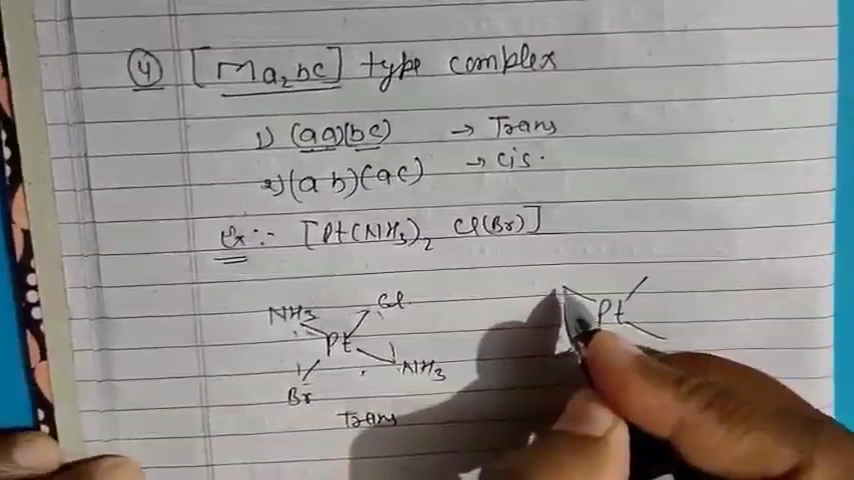 ④ [Ma₂bc] type complex
1) (aa)(bc) → Trans
2) (ab)(ac) → cis.
Ex :- [Pt(NH₃)₂ Cl(Br)]
NH₃ Cl
Pt Pt
Br NH₃
Trans